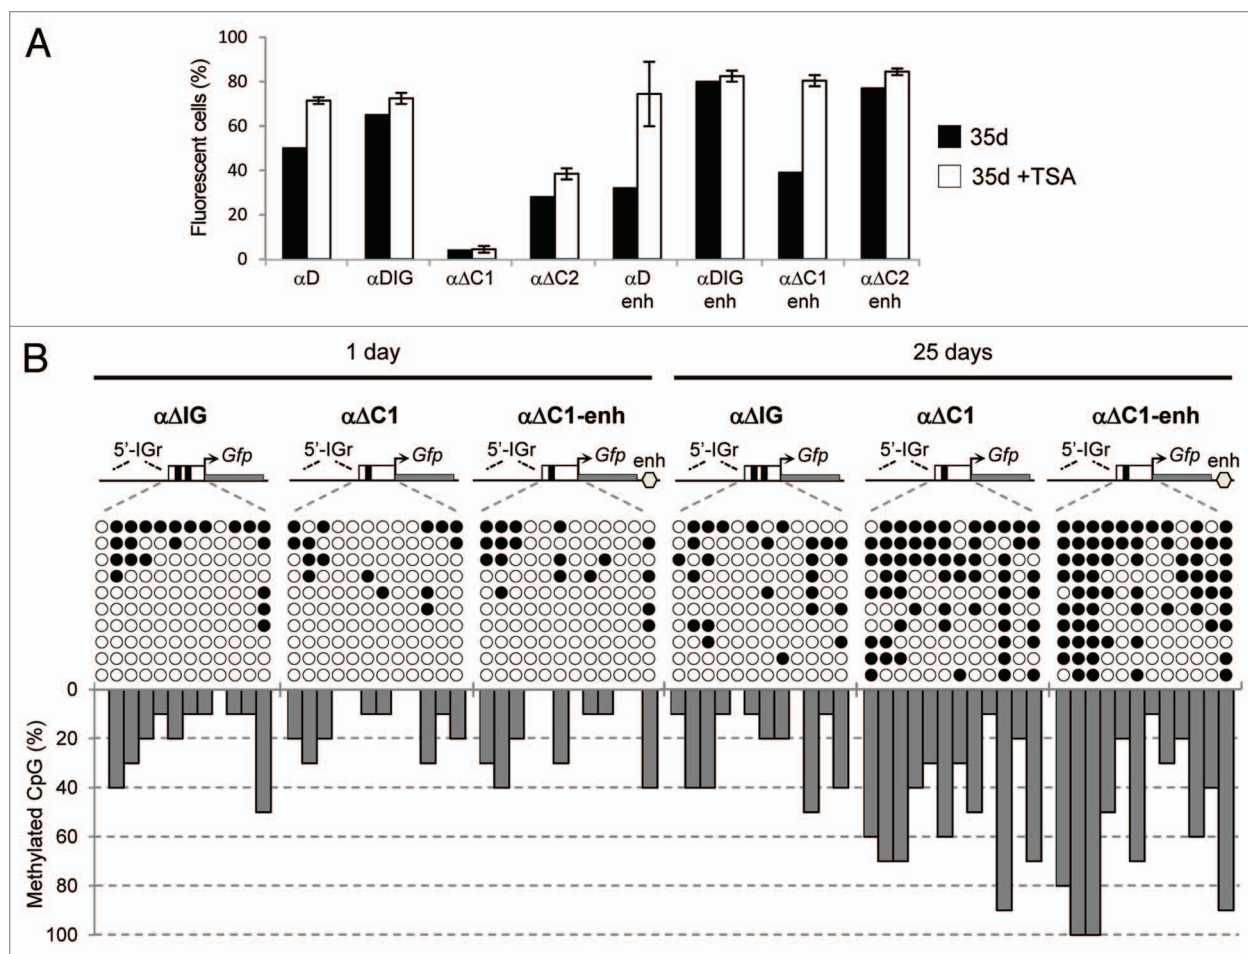 A
Fluorescent cells (%)
100
80
60
40
20
0
αD
αDIG
αΔC1
αΔC2
αD
enh
αDIG
enh
αΔC1
enh
αΔC2
enh
35d
35d +TSA
B
1 day
25 days
αΔIG
αΔC1
αΔC1-enh
αΔIG
αΔC1
αΔC1-enh
5'-IGr
Gfp
5'-IGr
Gfp
5'-IGr
Gfp
enh
5'-IGr
Gfp
5'-IGr
Gfp
5'-IGr
Gfp
enh
Methylated CpG (%)
0
20
40
60
80
100